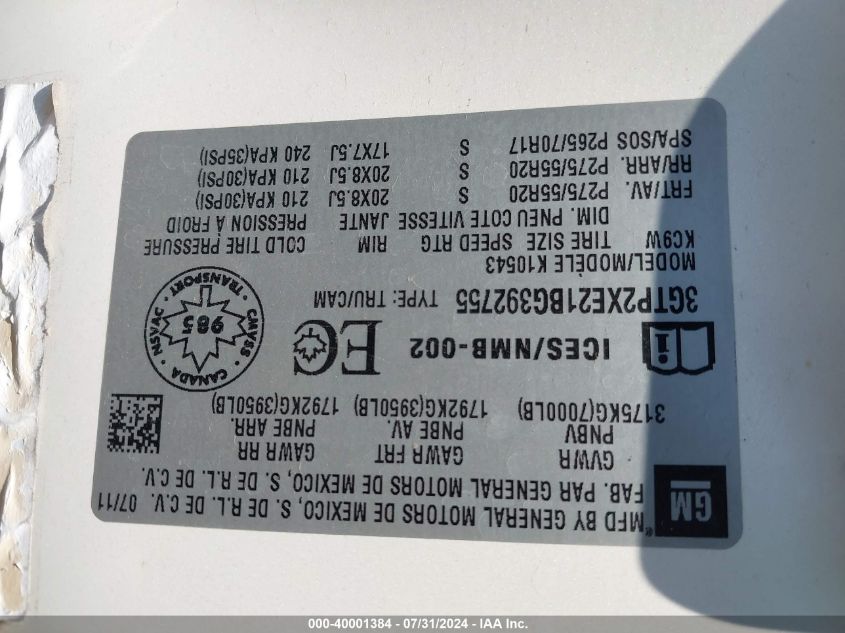 GM
*MFD BY GENERAL MOTORS DE MEXICO, S. DE R.L. DE C.V. 07/11
FAB. PAR GENERAL MOTORS DE MEXICO, S. DE R.L. DE C.V.
GVWR GAWR FRT GAWR RR
PNBV PNBE AV. PNBE ARR.
3175KG(7000LB) 1792KG(3950LB) 1792KG(3950LB)
i ICES/NMB-002 EC
CMVSS · CANADA · NSVAC · TRANSPORT ·
985
3GTP2XE21BG392755 TYPE: TRU/CAM
MODEL/MODÈLE K10543
KC9W TIRE SIZE SPEED RTG RIM COLD TIRE PRESSURE
DIM. PNEU COTE VITESSE JANTE PRESSION À FROID
FRT/AV. P275/55R20 S 20X8.5J 210 KPA(30PSI)
RR/ARR. P275/55R20 S 20X8.5J 210 KPA(30PSI)
SPA/SOS P265/70R17 S 17X7.5J 240 KPA(35PSI)
000-40001384 - 07/31/2024 - IAA Inc.